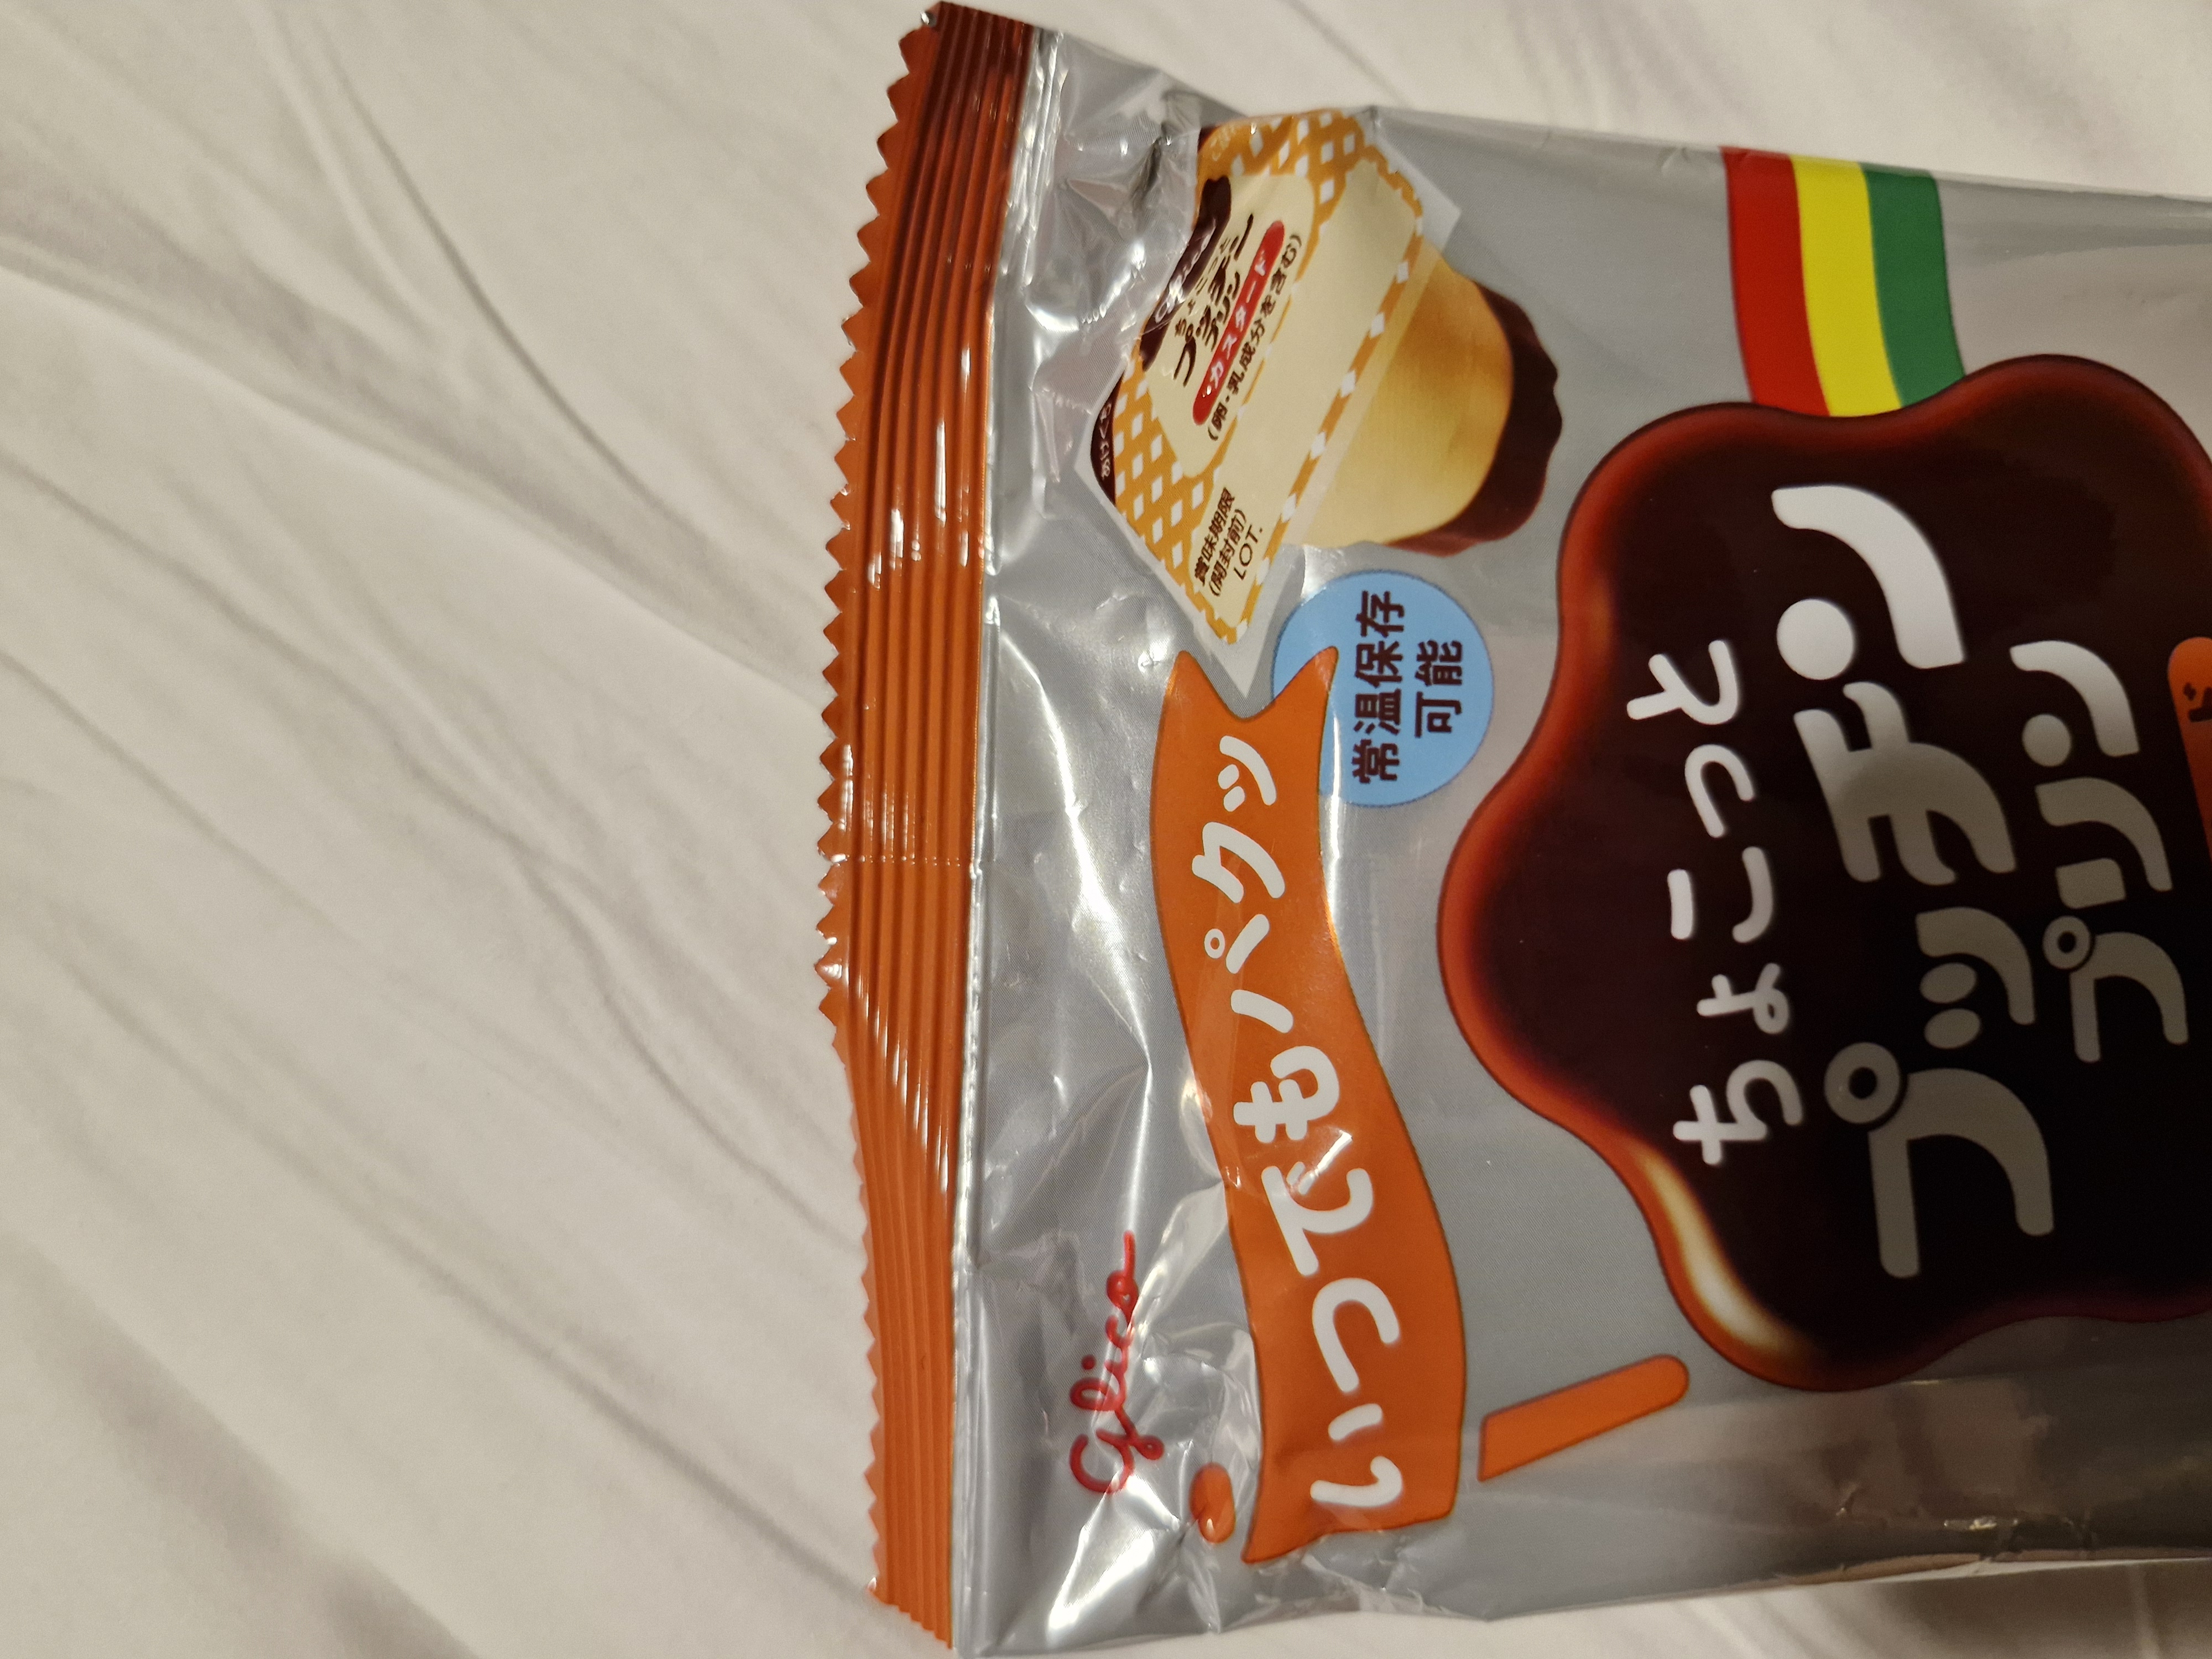 Glico
いつでもパクッ
常温保存
可能
ちょこっと
プッチン
プリン
ちょこっと
プッチン
プリン
カスタード
(卵・乳成分を含む)
賞味期限
(開封前)
LOT.